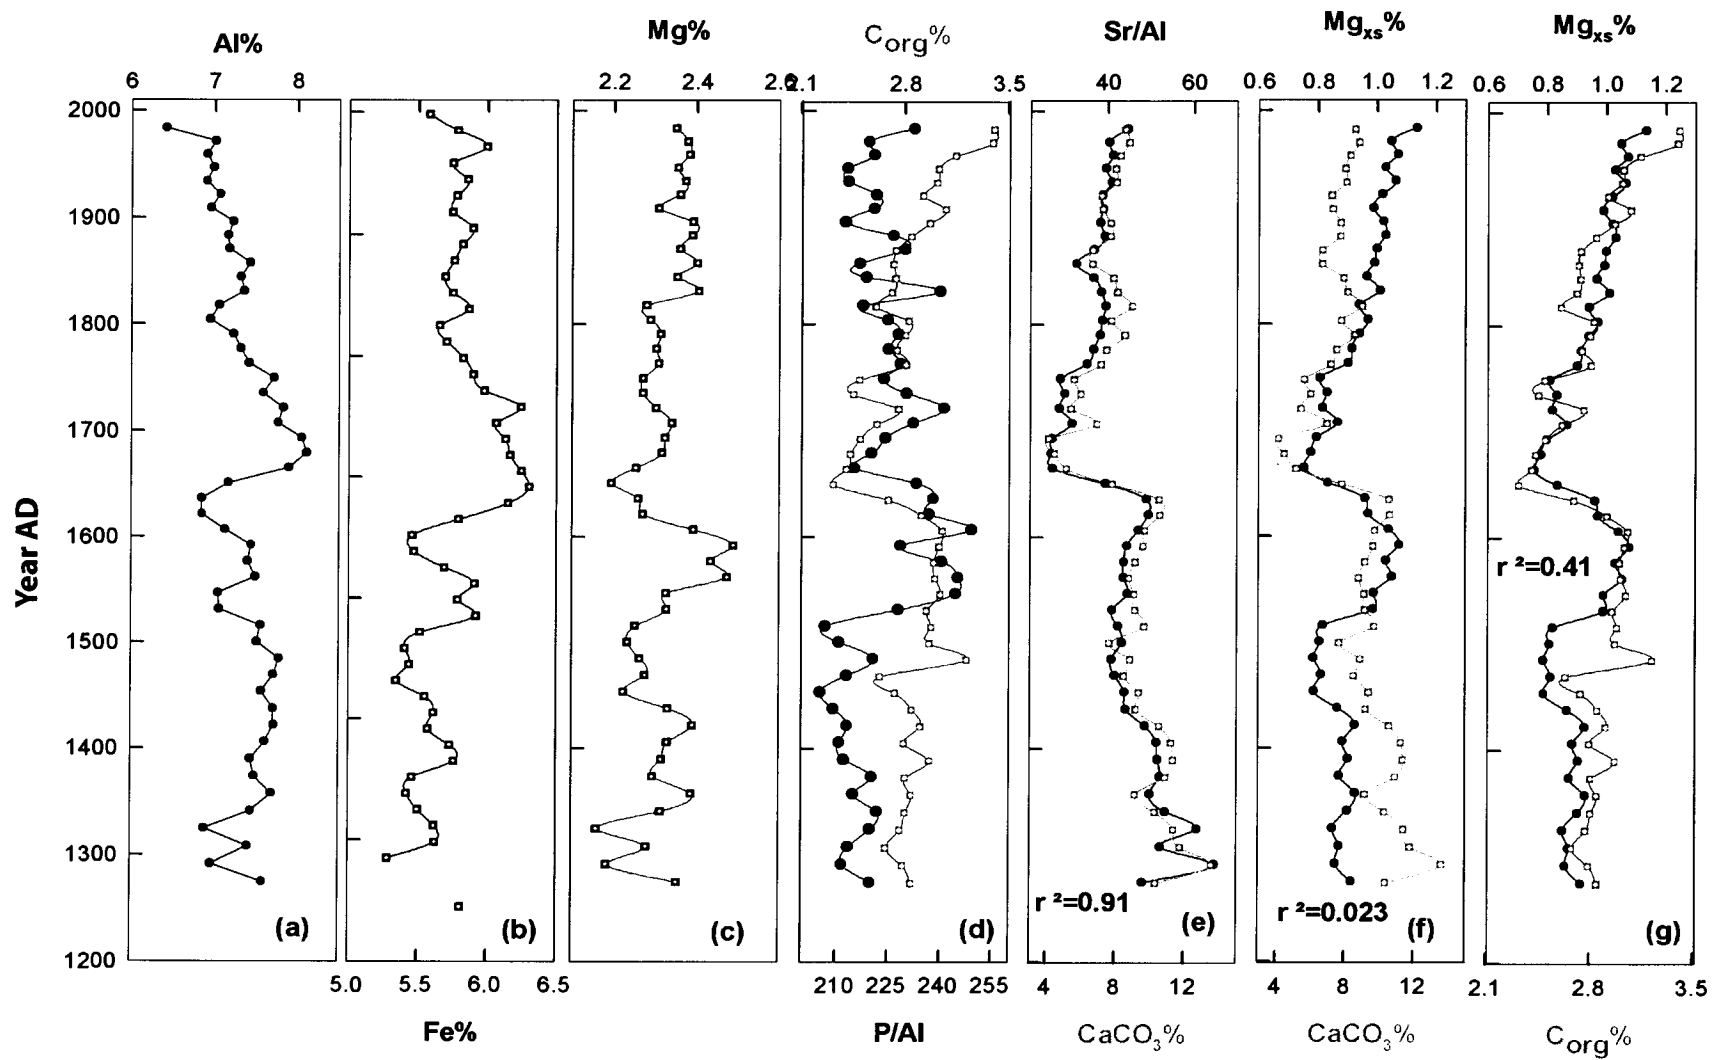 Al%
Mg%
Corg%
Sr/Al
Mgxs%
Mgxs%
6 7 8
2.2 2.4 2.6
2.1 2.8 3.5
40 60
0.6 0.8 1.0 1.2
0.6 0.8 1.0 1.2
2000
1900
1800
1700
1600
1500
1400
1300
1200
Year AD
r ²=0.41
r ²=0.91
r ²=0.023
(a) (b) (c) (d) (e) (f) (g)
5.0 5.5 6.0 6.5
210 225 240 255
4 8 12
4 8 12
2.1 2.8 3.5
Fe%
P/Al
CaCO₃%
CaCO₃%
Corg%